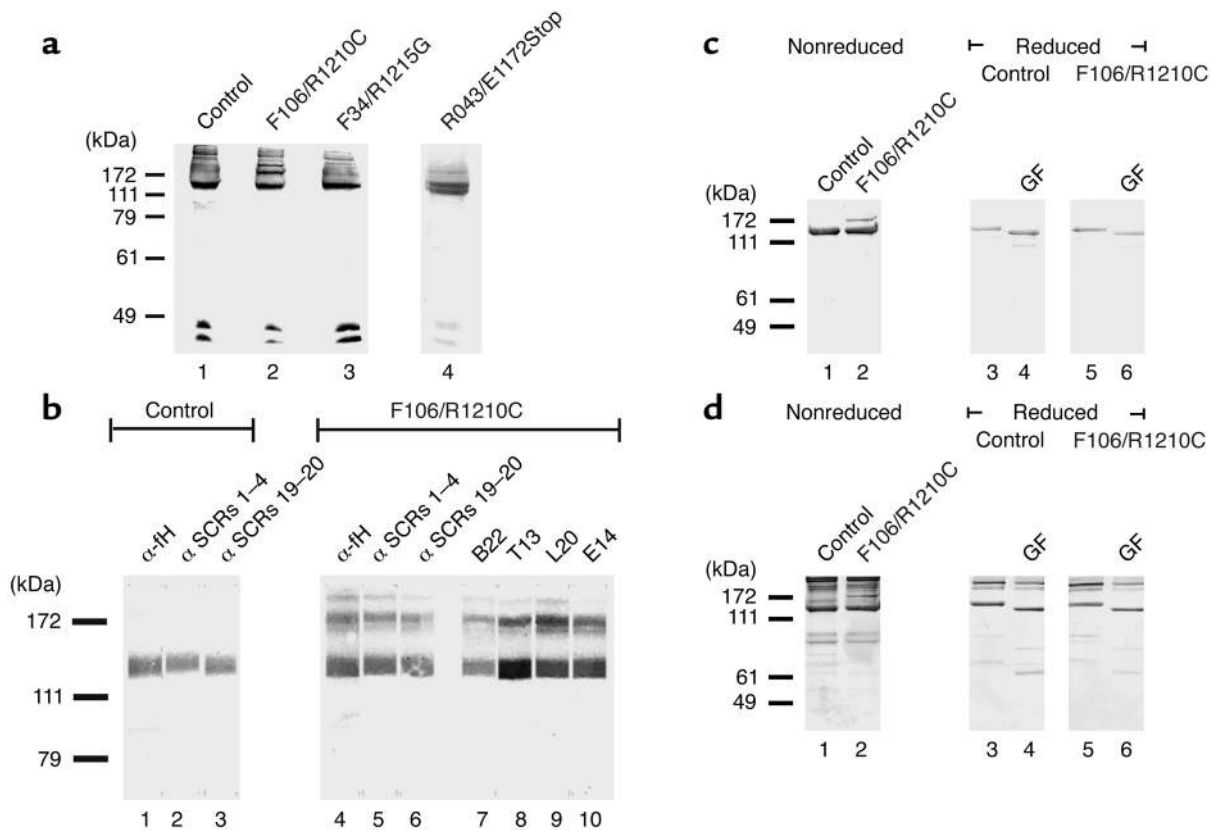 a
Control
F106/R1210C
F34/R1215G
R043/E1172Stop
(kDa)
172
111
79
61
49
1 2 3 4
b
Control
F106/R1210C
α-fH
α SCRs 1–4
α SCRs 19–20
α-fH
α SCRs 1–4
α SCRs 19–20
B22
T13
L20
E14
(kDa)
172
111
79
1 2 3 4 5 6 7 8 9 10
c
Nonreduced
Reduced
Control F106/R1210C
Control
F106/R1210C
GF GF
(kDa)
172
111
61
49
1 2 3 4 5 6
d
Nonreduced
Reduced
Control F106/R1210C
Control
F106/R1210C
GF GF
(kDa)
172
111
61
49
1 2 3 4 5 6